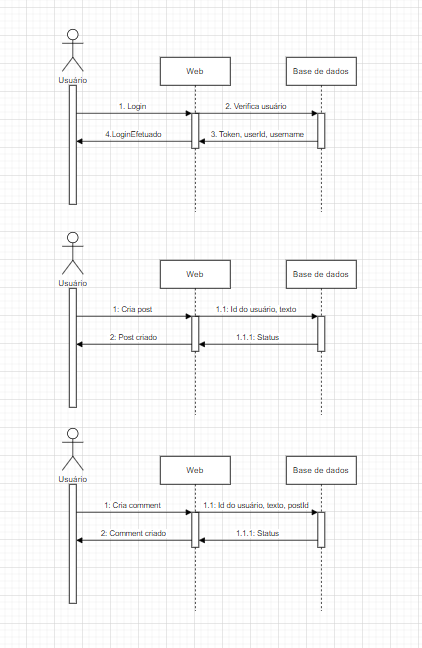 Usuário
Web
Base de dados
1. Login
2. Verifica usuário
4.LoginEfetuado
3. Token, userId, username
Usuário
Web
Base de dados
1: Cria post
1.1: Id do usuário, texto
2: Post criado
1.1.1: Status
Usuário
Web
Base de dados
1: Cria comment
1.1: Id do usuário, texto, postId
2: Comment criado
1.1.1: Status